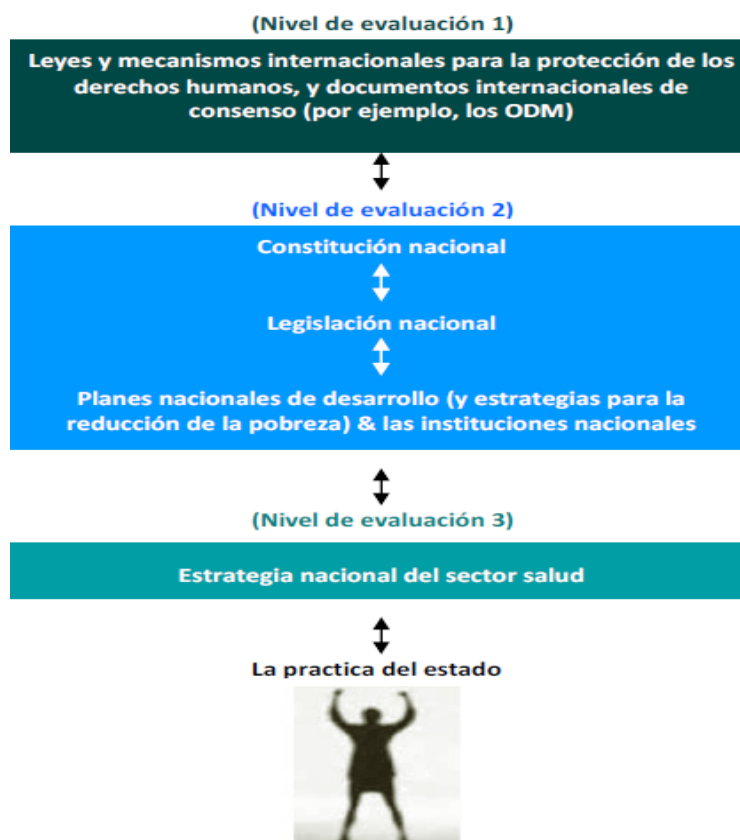 (Nivel de evaluación 1)
Leyes y mecanismos internacionales para la protección de los
derechos humanos, y documentos internacionales de
consenso (por ejemplo, los ODM)
(Nivel de evaluación 2)
Constitución nacional
Legislación nacional
Planes nacionales de desarrollo (y estrategias para la
reducción de la pobreza) & las instituciones nacionales
(Nivel de evaluación 3)
Estrategia nacional del sector salud
La practica del estado